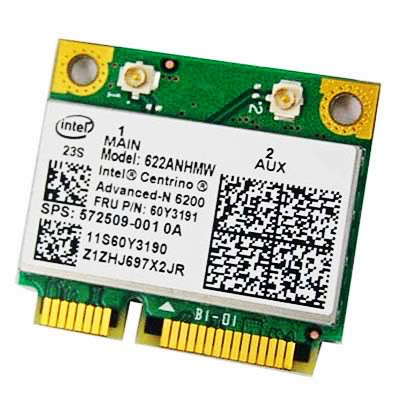 1
2
intel
23S
1
MAIN
2
AUX
Model: 622ANHMW
Intel® Centrino ®
Advanced-N 6200
FRU P/N: 60Y3191
SPS: 572509-001 0A
11S60Y3190
Z1ZHJ697X2JR
B1-01